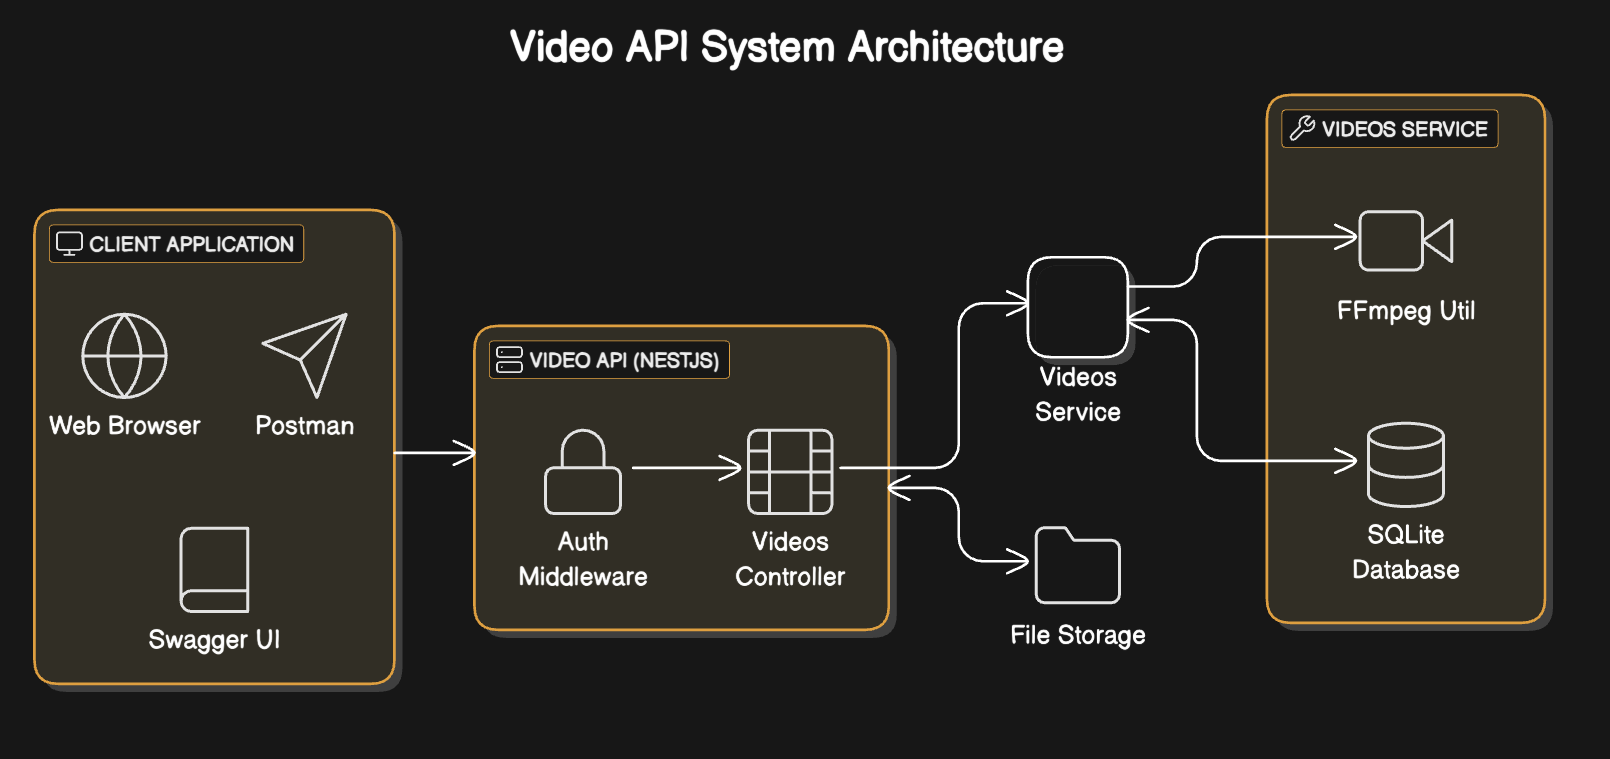 Video API System Architecture
VIDEOS SERVICE
CLIENT APPLICATION
FFmpeg Util
VIDEO API (NESTJS)
Web Browser
Postman
Videos
Service
Auth
Middleware
Videos
Controller
SQLite
Database
Swagger UI
File Storage